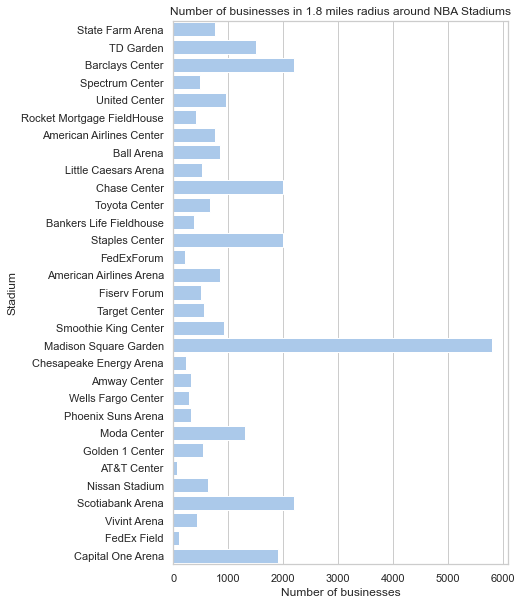 Number of businesses in 1.8 miles radius around NBA Stadiums
State Farm Arena
TD Garden
Barclays Center
Spectrum Center
United Center
Rocket Mortgage FieldHouse
American Airlines Center
Ball Arena
Little Caesars Arena
Chase Center
Toyota Center
Bankers Life Fieldhouse
Staples Center
FedExForum
American Airlines Arena
Fiserv Forum
Target Center
Smoothie King Center
Madison Square Garden
Chesapeake Energy Arena
Amway Center
Wells Fargo Center
Phoenix Suns Arena
Moda Center
Golden 1 Center
AT&T Center
Nissan Stadium
Scotiabank Arena
Vivint Arena
FedEx Field
Capital One Arena
Stadium
0 1000 2000 3000 4000 5000 6000
Number of businesses